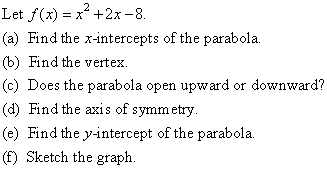 Let f(x) = x² + 2x − 8.
(a) Find the x-intercepts of the parabola.
(b) Find the vertex.
(c) Does the parabola open upward or downward?
(d) Find the axis of symmetry.
(e) Find the y-intercept of the parabola.
(f) Sketch the graph.